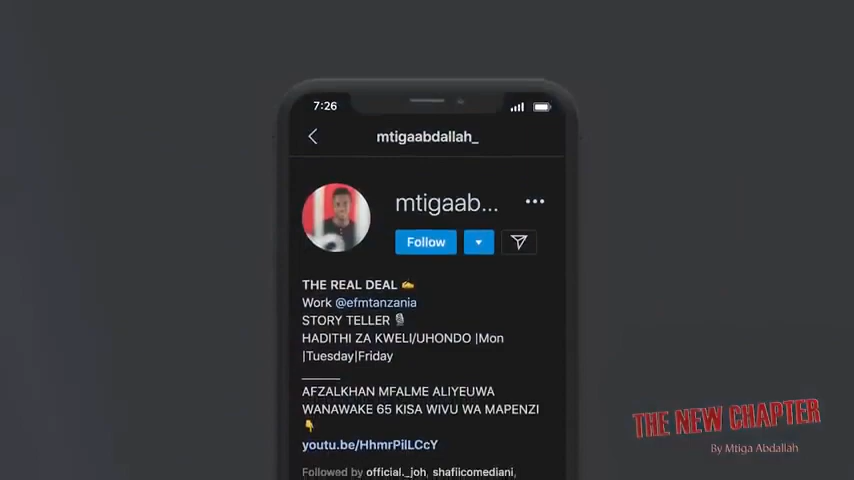 7:26
mtigaabdallah_
mtigaab...
Follow
THE REAL DEAL ✍️
Work @efmtanzania
STORY TELLER 🎙️
HADITHI ZA KWELI/UHONDO |Mon
|Tuesday|Friday
______
AFZALKHAN MFALME ALIYEUWA
WANAWAKE 65 KISA WIVU WA MAPENZI
👇
youtu.be/HhmrPilLCcY
Followed by official._joh, shafiicomediani,
THE NEW CHAPTER
By Mtiga Abdallah